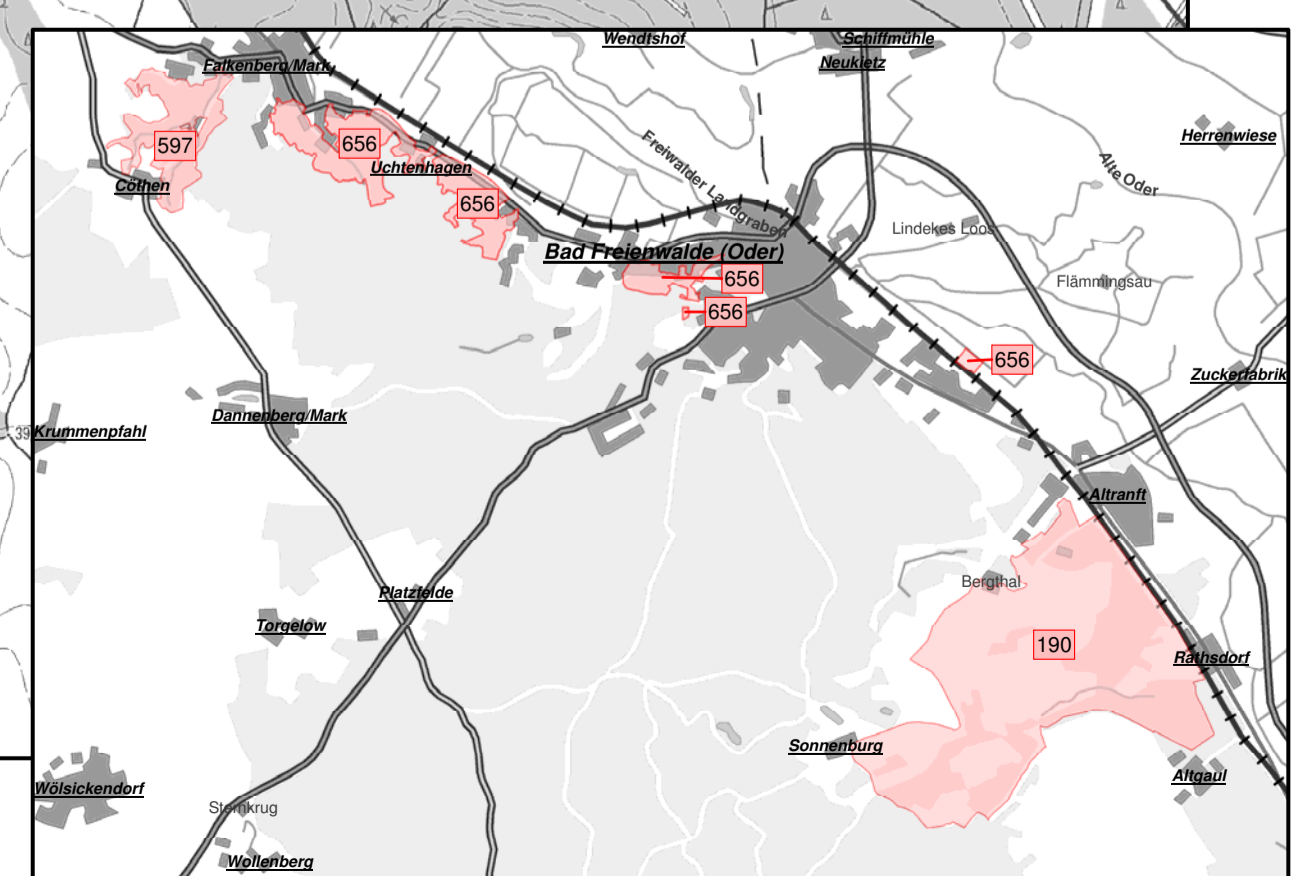 Wendtshof
Schiffmühle
Neukietz
Falkenberg/Mark
Herrenwiese
597
656
Uchtenhagen
Freiwalder Landgraben
Alte Oder
Cöthen
656
Lindekes Loos
Bad Freienwalde (Oder)
656
Flämmingsau
656
656
Zuckerfabrik
Dannenberg/Mark
39
Krummenpfahl
Altranft
Bergthal
Platzfelde
Torgelow
190
Rathsdorf
Sonnenburg
Altgaul
Wölsickendorf
Sternkrug
Wollenberg